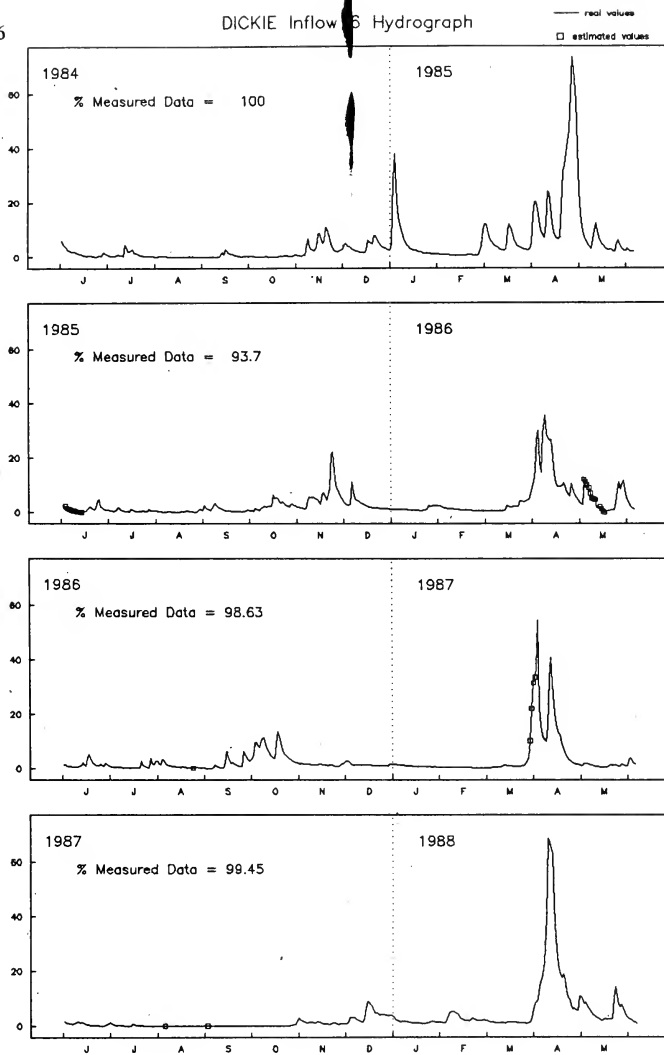 6
DICKIE Inflow 6 Hydrograph
real values
estimated values
1984
1985
% Measured Data = 100
60
40
20
0
J J A S O N D J F M A M
1985
1986
% Measured Data = 93.7
60
40
20
0
J J A S O N D J F M A M
1986
1987
% Measured Data = 98.63
60
40
20
0
J J A S O N D J F M A M
1987
1988
% Measured Data = 99.45
60
40
20
0
J J A S O N D J F M A M